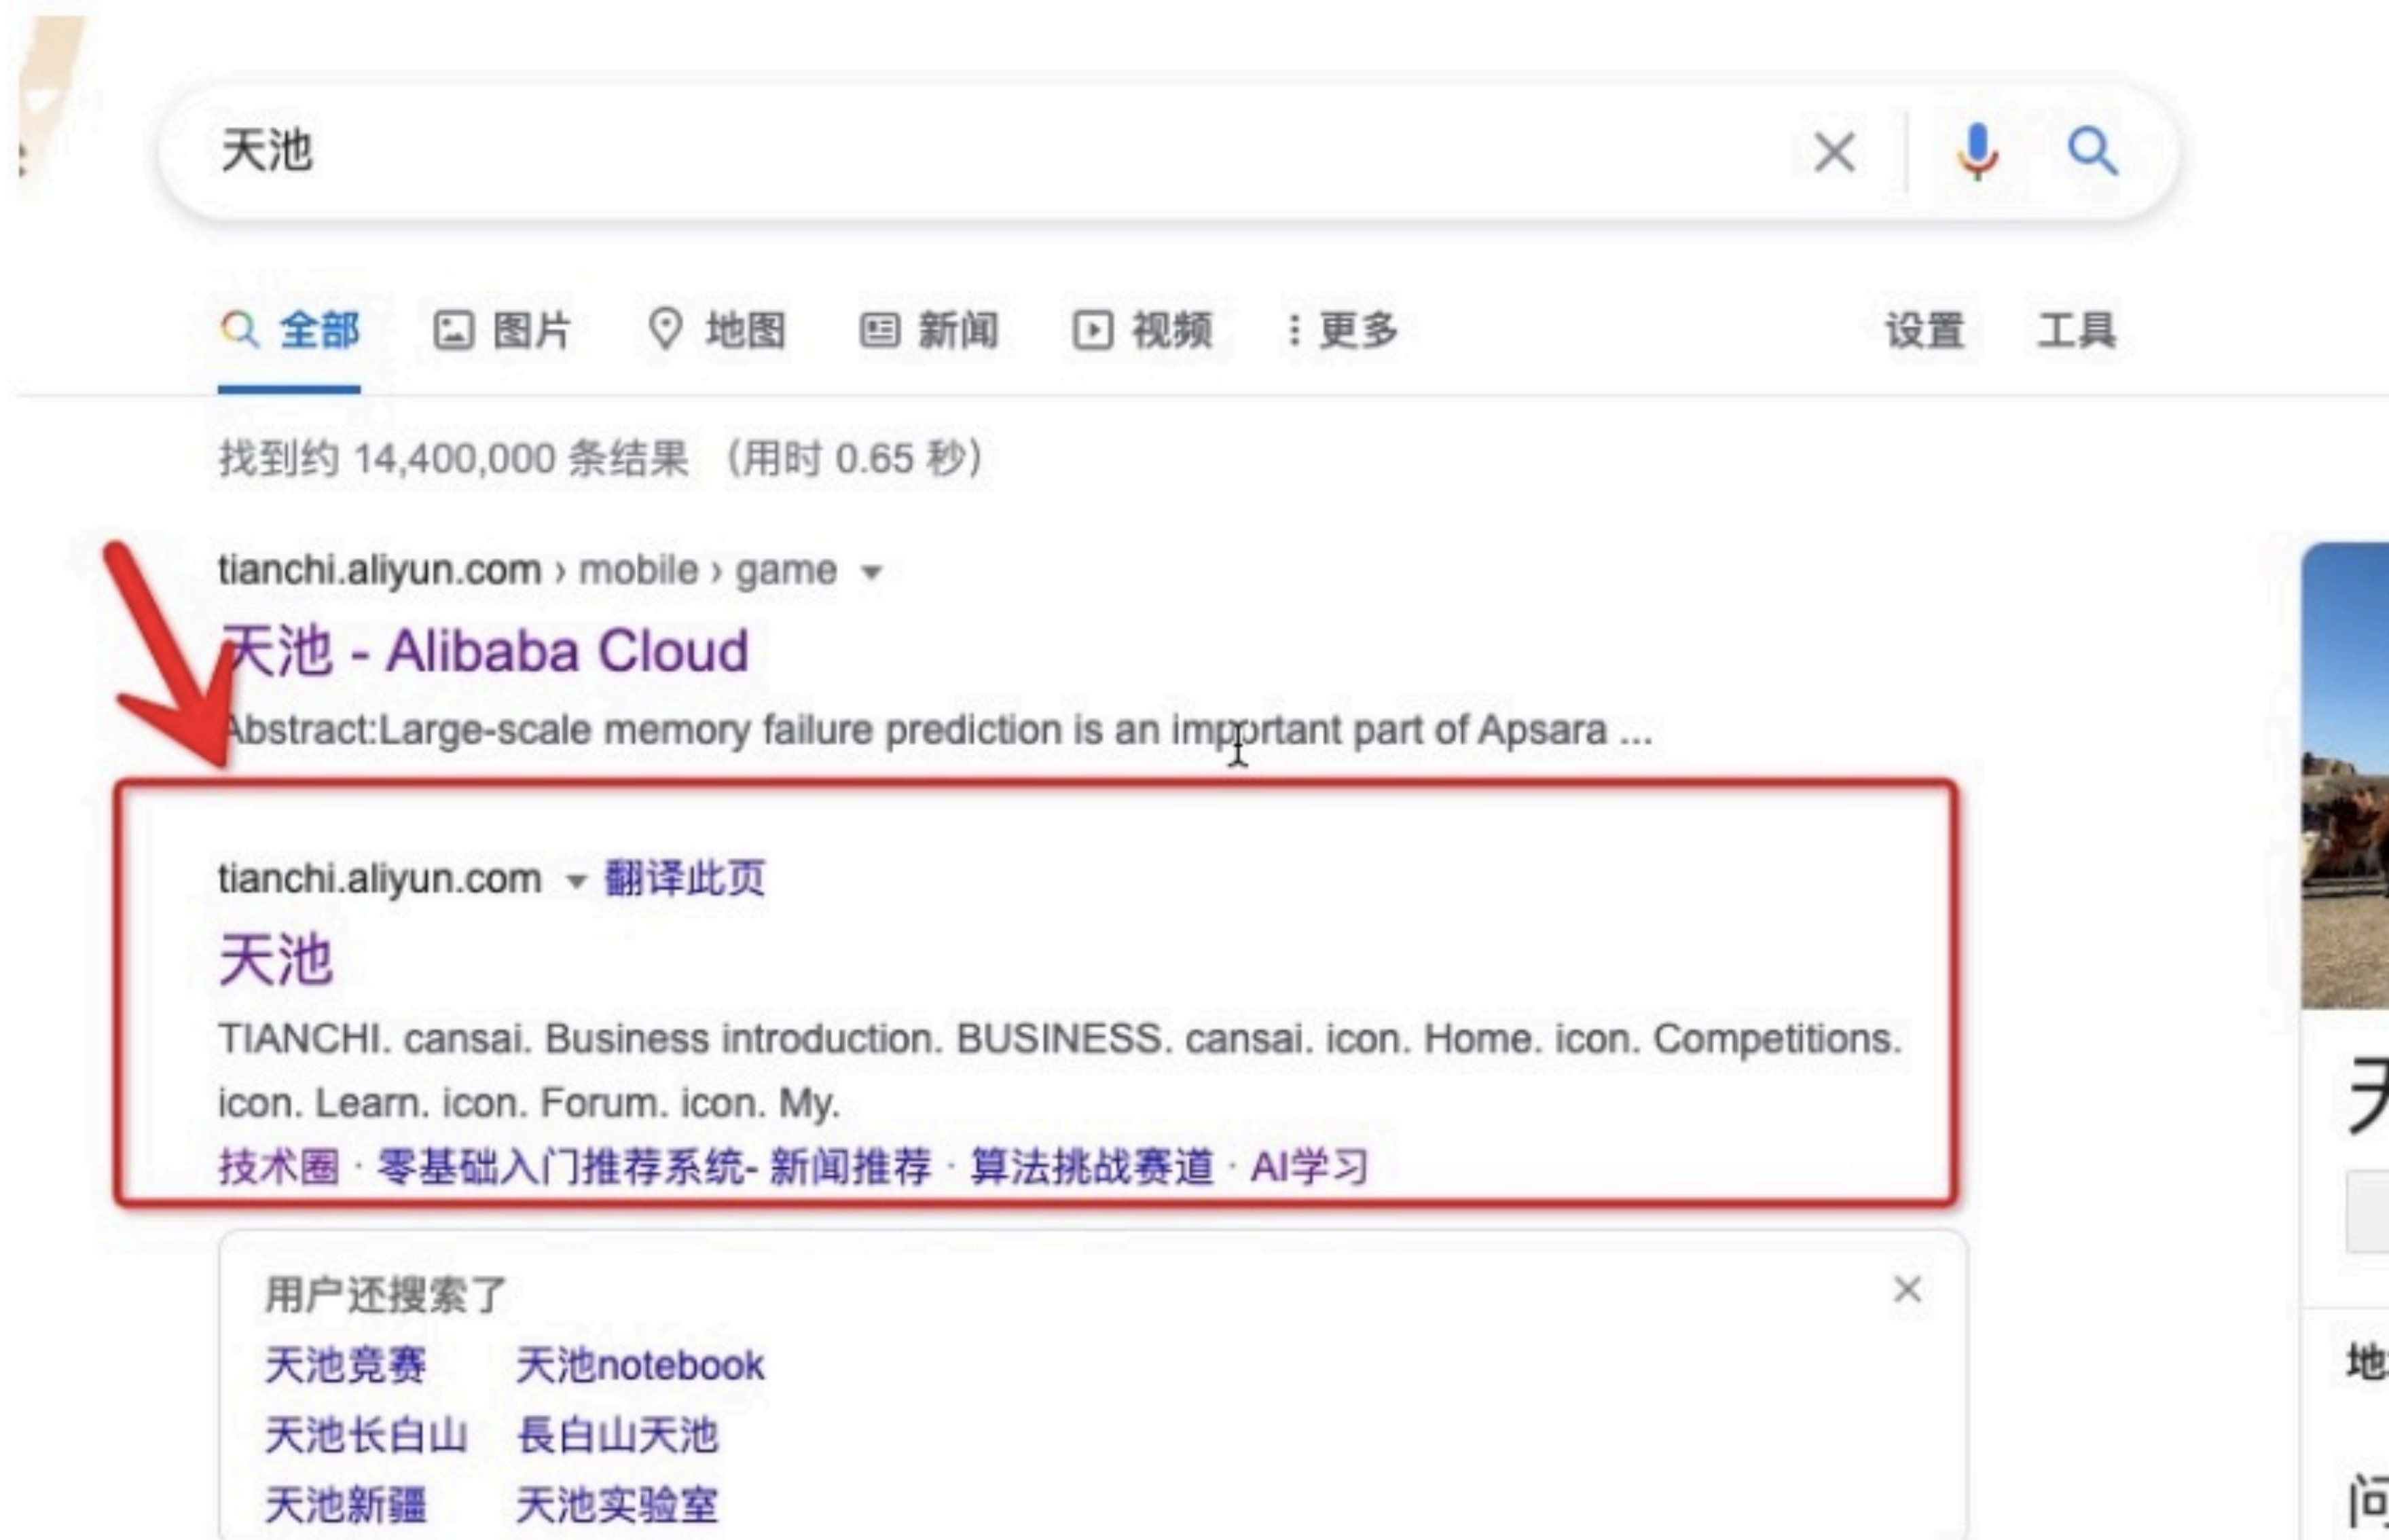 天池
全部 图片 地图 新闻 视频 更多 设置 工具
找到约 14,400,000 条结果 （用时 0.65 秒）
tianchi.aliyun.com › mobile › game
天池 - Alibaba Cloud
Abstract:Large-scale memory failure prediction is an important part of Apsara ...
tianchi.aliyun.com 翻译此页
天池
TIANCHI. cansai. Business introduction. BUSINESS. cansai. icon. Home. icon. Competitions.
icon. Learn. icon. Forum. icon. My.
技术圈 · 零基础入门推荐系统- 新闻推荐 · 算法挑战赛道 · AI学习
用户还搜索了
天池竞赛 天池notebook
天池长白山 長白山天池
天池新疆 天池实验室